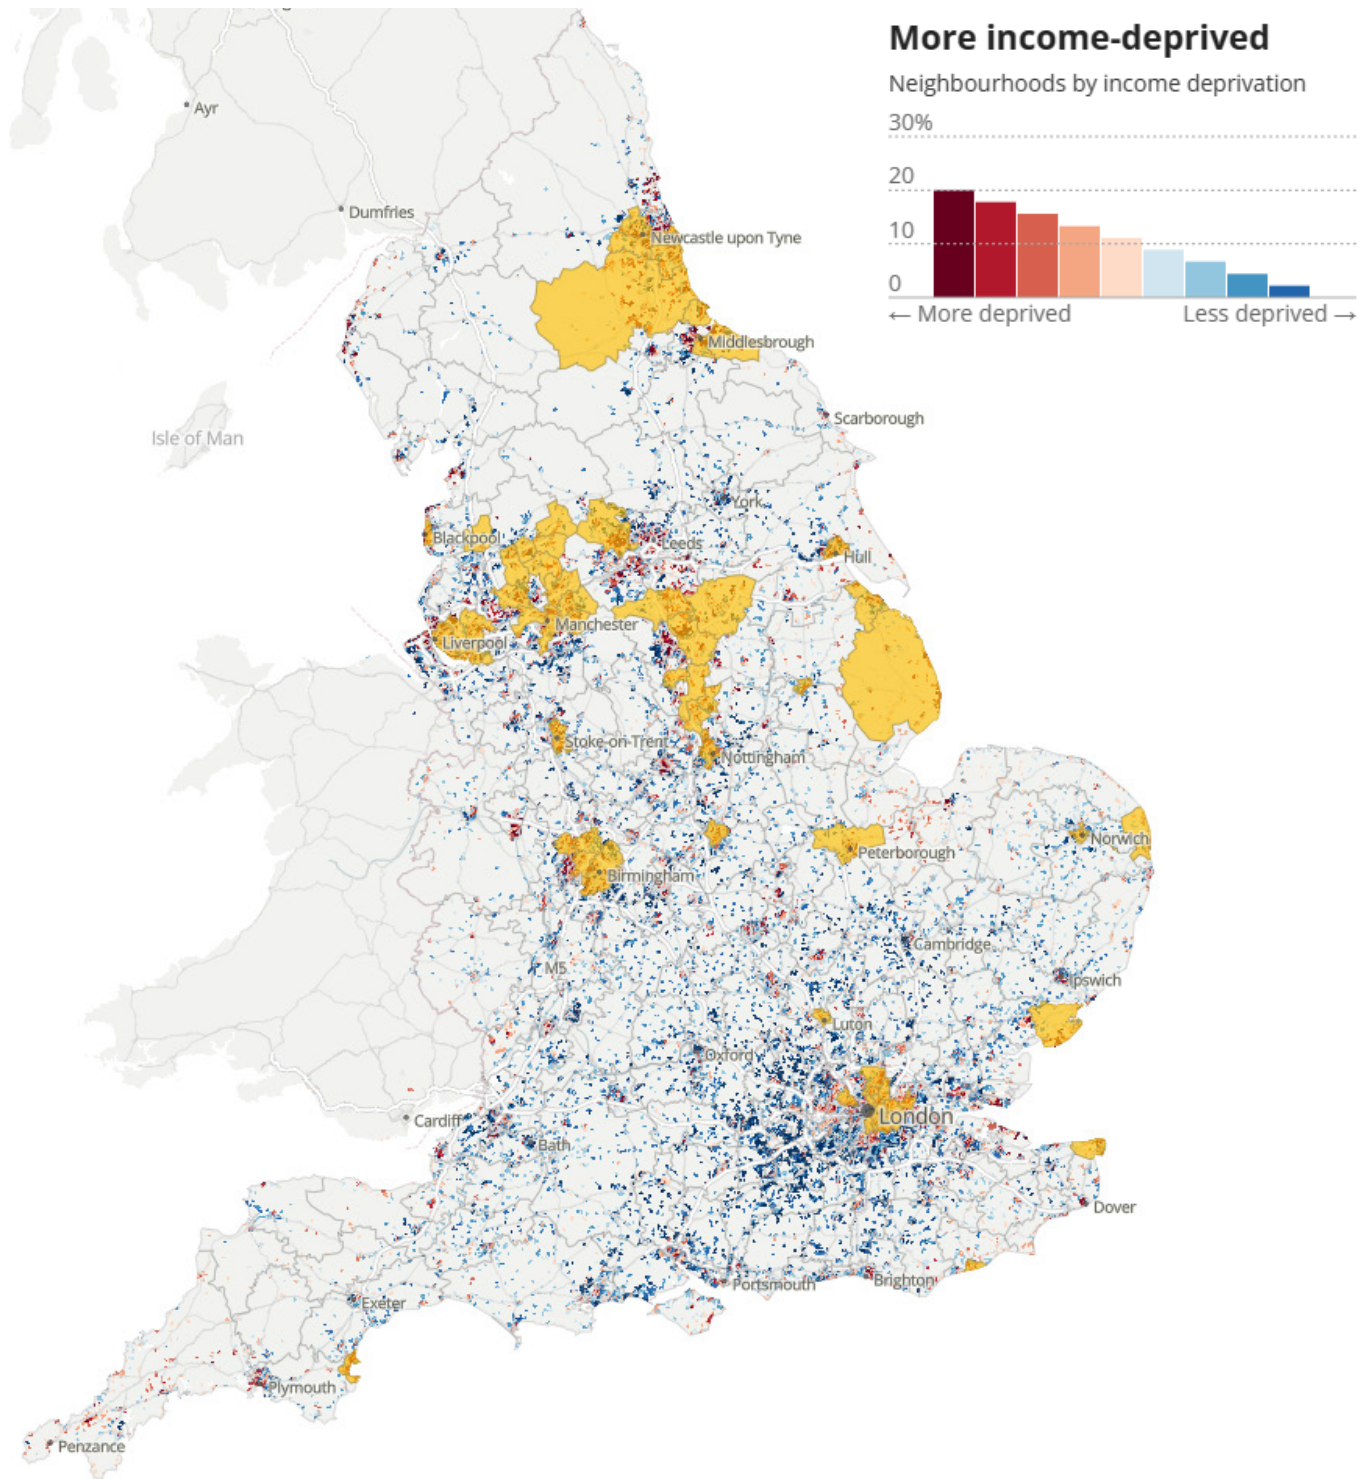 More income-deprived
Neighbourhoods by income deprivation
30%
20
10
0
← More deprived
Less deprived →
Ayr
Dumfries
Newcastle upon Tyne
Middlesbrough
Isle of Man
Scarborough
York
Blackpool
Leeds
Hull
Manchester
Liverpool
Stoke-on-Trent
Nottingham
Norwich
Peterborough
Birmingham
Cambridge
M5
Ipswich
Luton
Oxford
London
Cardiff
Bath
Dover
Portsmouth
Brighton
Exeter
Plymouth
Penzance